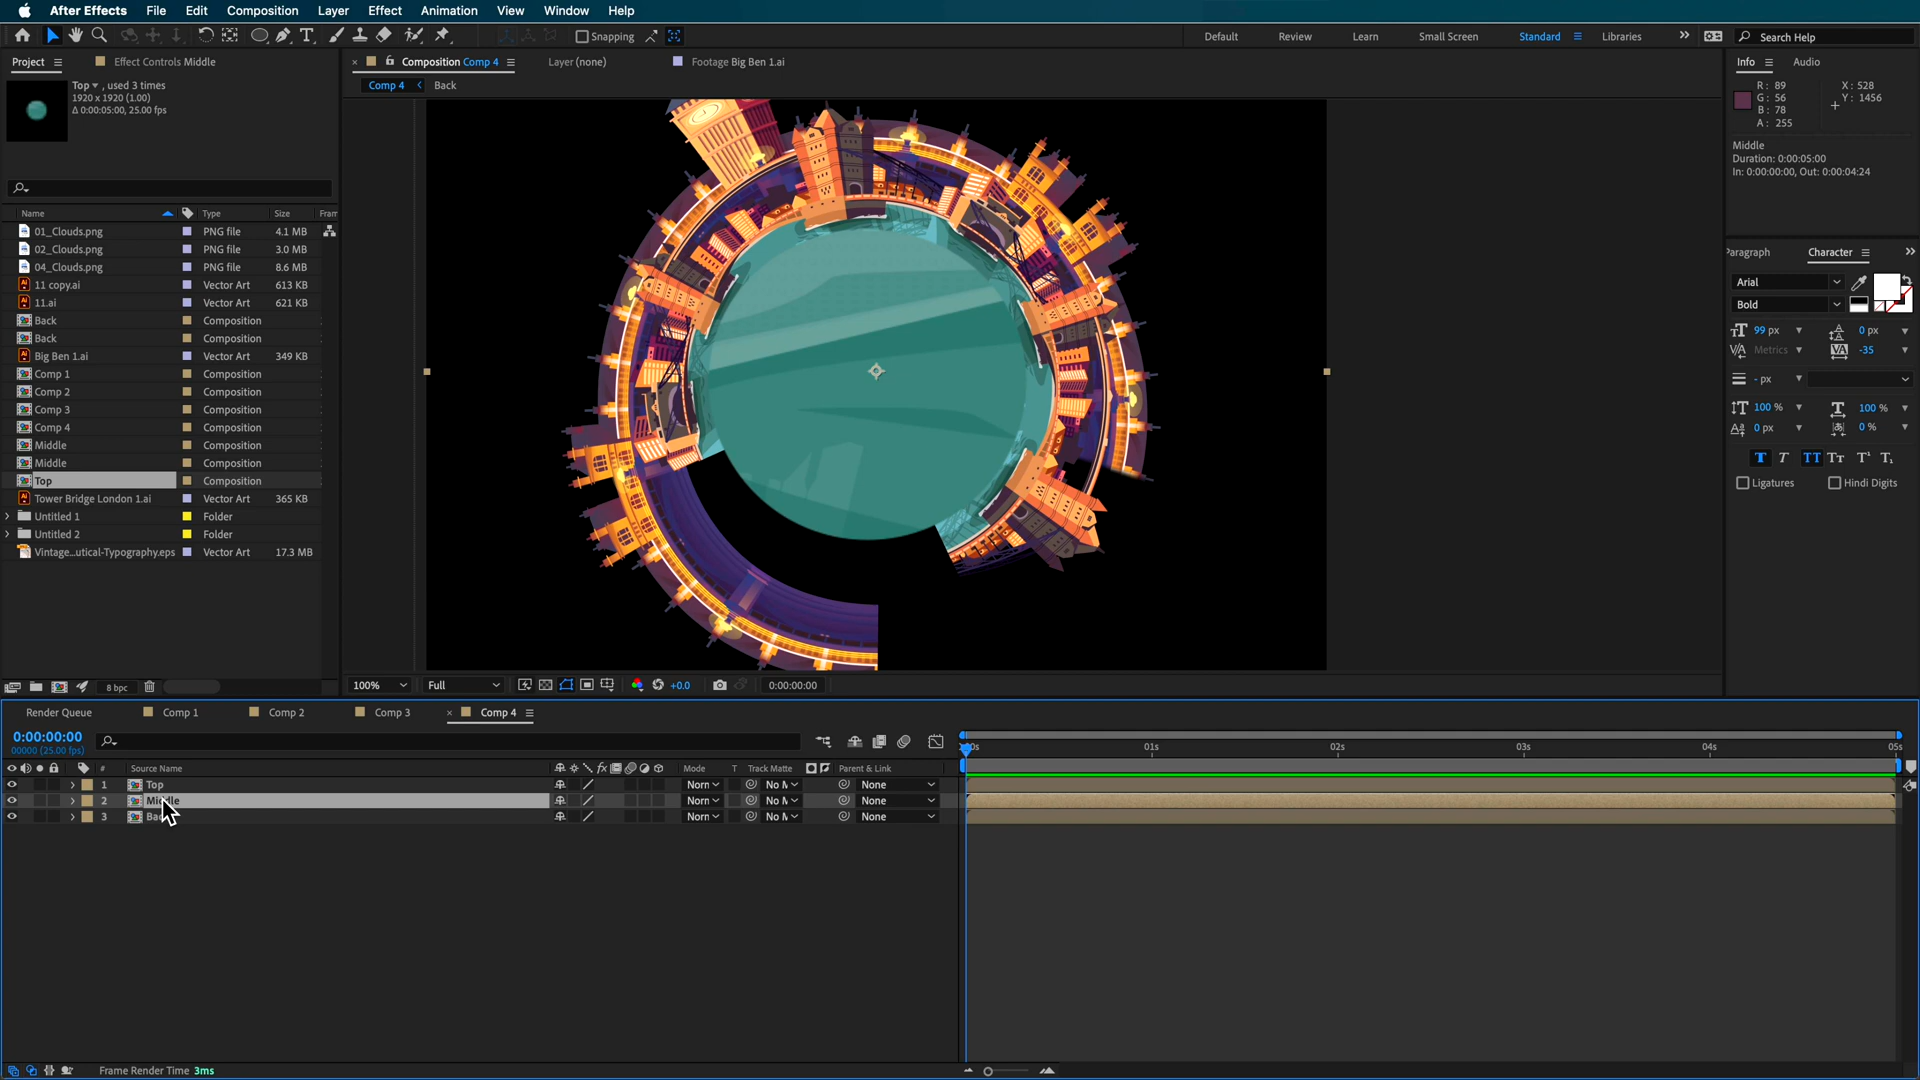 After Effects File Edit Composition Layer Effect Animation View Window Help
Snapping
Default Review Learn Small Screen Standard Libraries
Search Help
Project
Effect Controls Middle
Top , used 3 times
1920 x 1920 (1.00)
Δ 0:00:05:00, 25.00 fps
Name Type Size Fram
01_Clouds.png PNG file 4.1 MB
02_Clouds.png PNG file 3.0 MB
04_Clouds.png PNG file 8.6 MB
11 copy.ai Vector Art 613 KB
11.ai Vector Art 621 KB
Back Composition
Back Composition
Big Ben 1.ai Vector Art 349 KB
Comp 1 Composition
Comp 2 Composition
Comp 3 Composition
Comp 4 Composition
Middle Composition
Middle Composition
Top Composition
Tower Bridge London 1.ai Vector Art 365 KB
Untitled 1 Folder
Untitled 2 Folder
Vintage...utical-Typography.eps Vector Art 17.3 MB
8 bpc
Composition Comp 4
Layer (none)
Footage Big Ben 1.ai
Comp 4 Back
100% Full +0.0 0:00:00:00
Info Audio
R: 89
G: 56
B: 78
A: 255
X: 528
Y: 1456
Middle
Duration: 0:00:05:00
In: 0:00:00:00, Out: 0:00:04:24
Paragraph Character
Arial
Bold
99 px 0 px
Metrics -35
- px
100 % 100 %
0 px 0 %
T T TT Tт T¹ T₁
Ligatures Hindi Digits
Render Queue Comp 1 Comp 2 Comp 3 Comp 4
0:00:00:00
00000 (25.00 fps)
# Source Name Mode T Track Matte Parent & Link
1 Top Norn No M None
2 Middle Norn No M None
3 Norn No M None
01s 02s 03s 04s 05s
Frame Render Time 3ms